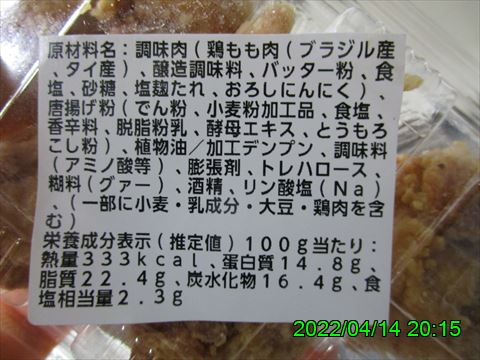 原材料名：調味肉（鶏もも肉（ブラジル産
、タイ産）、醸造調味料、バッター粉、食
塩、砂糖、塩麹たれ、おろしにんにく）、
唐揚げ粉（でん粉、小麦粉加工品、食塩、
香辛料、脱脂粉乳、酵母エキス、とうもろ
こし粉）、植物油／加工デンプン、調味料
（アミノ酸等）、膨張剤、トレハロース、
糊料（グァー）、酒精、リン酸塩（Ｎａ）
、（一部に小麦・乳成分・大豆・鶏肉を含
む）
栄養成分表示（推定値）１００ｇ当たり：
熱量３３３ｋｃａｌ、蛋白質１４．８ｇ、
脂質２２．４ｇ、炭水化物１６．４ｇ、食
塩相当量２．３ｇ
2022/04/14 20:15